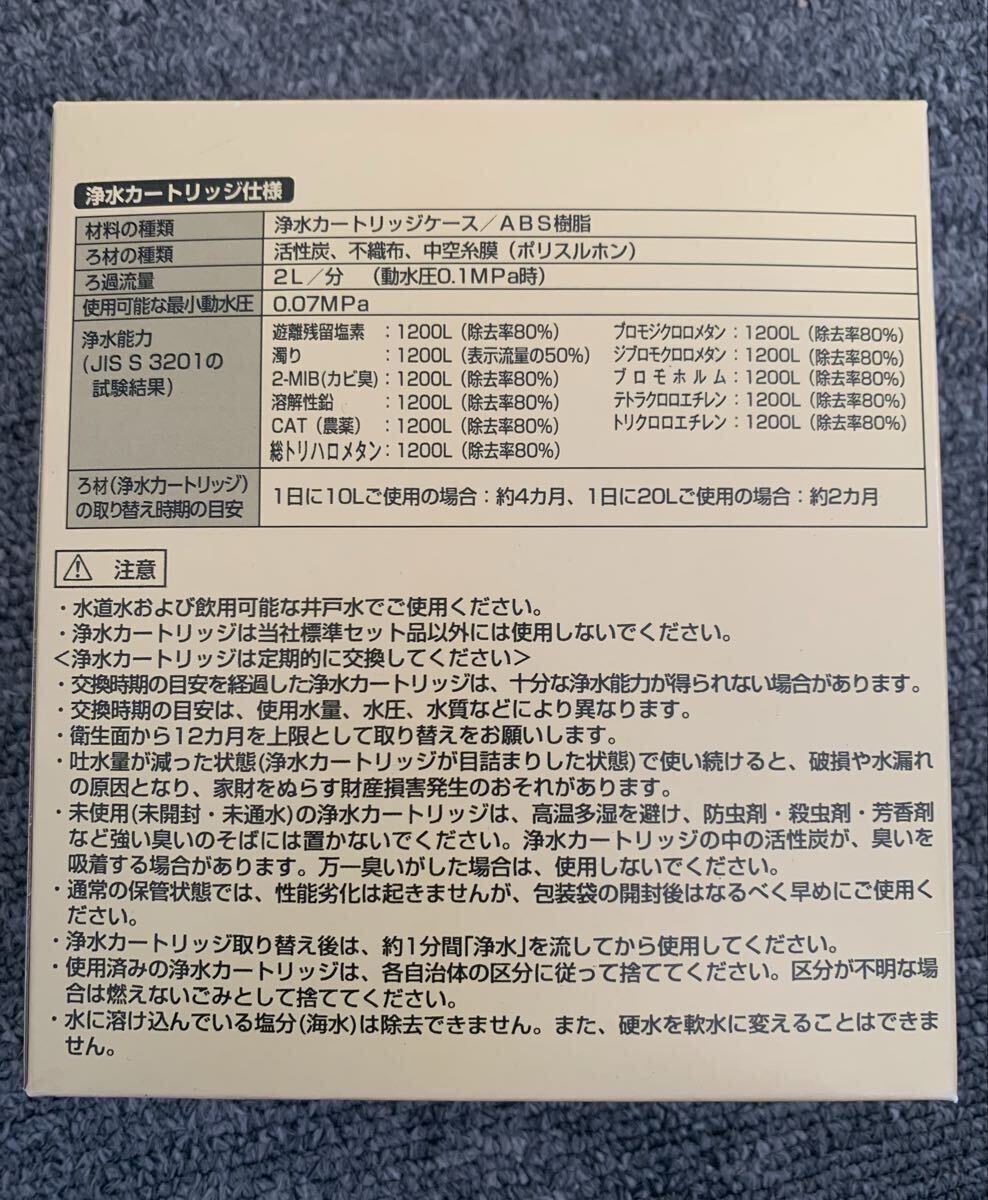 浄水カートリッジ仕様
材料の種類 浄水カートリッジケース／ABS樹脂
ろ材の種類 活性炭、不織布、中空糸膜（ポリスルホン）
ろ過流量 2L／分 （動水圧0.1MPa時）
使用可能な最小動水圧 0.07MPa
浄水能力
(JIS S 3201の
試験結果)
遊離残留塩素 ：1200L（除去率80%） ブロモジクロロメタン：1200L（除去率80%）
濁り ：1200L（表示流量の50%） ジブロモクロロメタン：1200L（除去率80%）
2-MIB(カビ臭)：1200L（除去率80%） ブロモホルム：1200L（除去率80%）
溶解性鉛 ：1200L（除去率80%） テトラクロロエチレン：1200L（除去率80%）
CAT（農薬） ：1200L（除去率80%） トリクロロエチレン：1200L（除去率80%）
総トリハロメタン：1200L（除去率80%）
ろ材(浄水カートリッジ)
の取り替え時期の目安
1日に10Lご使用の場合：約4カ月、1日に20Lご使用の場合：約2カ月
⚠ 注意
・水道水および飲用可能な井戸水でご使用ください。
・浄水カートリッジは当社標準セット品以外には使用しないでください。
＜浄水カートリッジは定期的に交換してください＞
・交換時期の目安を経過した浄水カートリッジは、十分な浄水能力が得られない場合があります。
・交換時期の目安は、使用水量、水圧、水質などにより異なります。
・衛生面から12カ月を上限として取り替えをお願いします。
・吐水量が減った状態(浄水カートリッジが目詰まりした状態)で使い続けると、破損や水漏れ
の原因となり、家財をぬらす財産損害発生のおそれがあります。
・未使用(未開封・未通水)の浄水カートリッジは、高温多湿を避け、防虫剤・殺虫剤・芳香剤
など強い臭いのそばには置かないでください。浄水カートリッジの中の活性炭が、臭いを
吸着する場合があります。万一臭いがした場合は、使用しないでください。
・通常の保管状態では、性能劣化は起きませんが、包装袋の開封後はなるべく早めにご使用く
ださい。
・浄水カートリッジ取り替え後は、約1分間「浄水」を流してから使用してください。
・使用済みの浄水カートリッジは、各自治体の区分に従って捨ててください。区分が不明な場
合は燃えないごみとして捨ててください。
・水に溶け込んでいる塩分(海水)は除去できません。また、硬水を軟水に変えることはできま
せん。